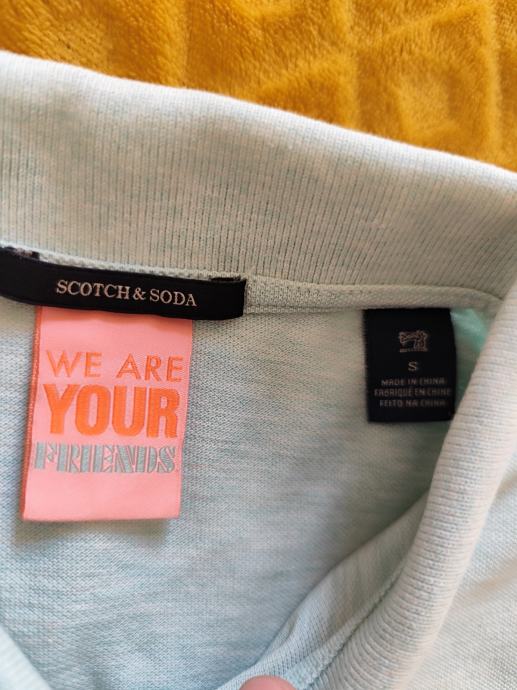 SCOTCH & SODA
WE ARE
YOUR
FRIENDS
S
MADE IN CHINA
FABRIQUÉ EN CHINE
FEITO NA CHINA